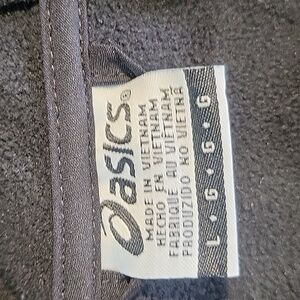 asics®
MADE IN VIETNAM
HECHO EN VIETNAM
FABRIQUE AU VIETNAM
PRODUZIDO NO VIETNA
L • G • G • G